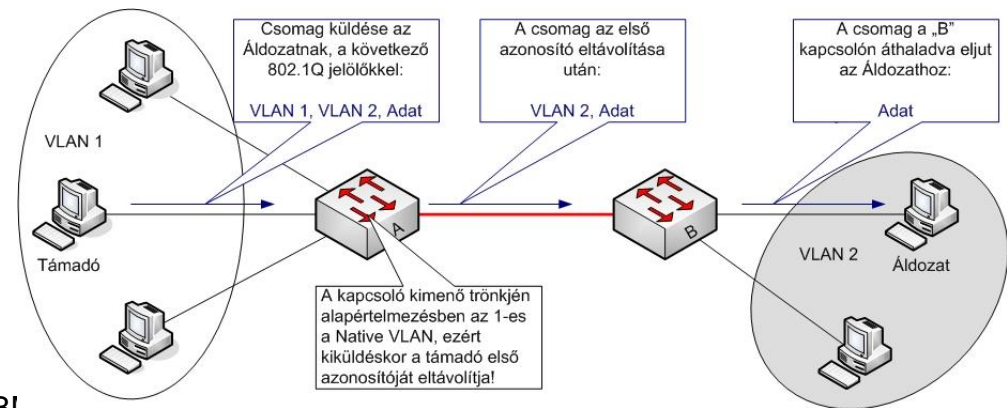 Csomag küldése az
Áldozatnak, a következő
802.1Q jelölőkkel:
VLAN 1, VLAN 2, Adat
A csomag az első
azonosító eltávolítása
után:
VLAN 2, Adat
A csomag a „B”
kapcsolón áthaladva eljut
az Áldozathoz:
Adat
VLAN 1
Támadó
A
B
VLAN 2
Áldozat
A kapcsoló kimenő trönkjén
alapértelmezésben az 1-es
a Native VLAN, ezért
kiküldéskor a támadó első
azonosítóját eltávolítja!